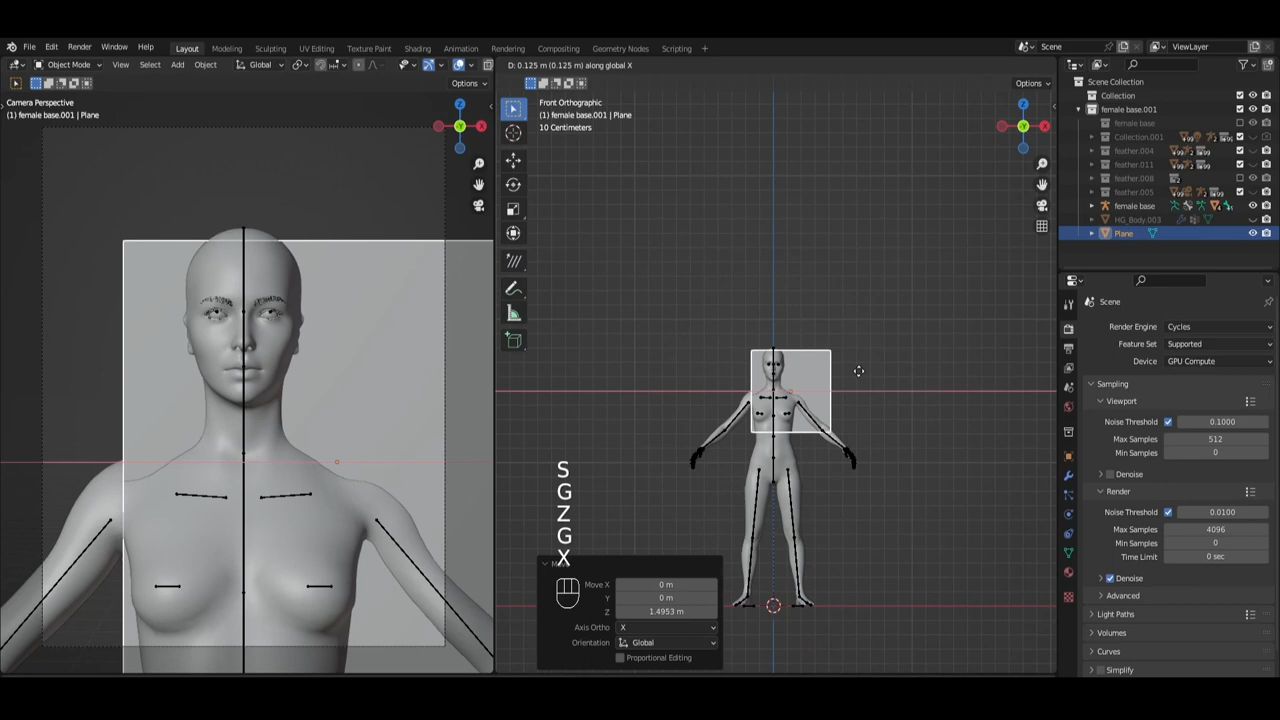 File Edit Render Window Help Layout Modeling Sculpting UV Editing Texture Paint Shading Animation Rendering Compositing Geometry Nodes Scripting + Scene ViewLayer
Object Mode View Select Add Object Global D: 0.125 m (0.125 m) along global X
Options Options
Camera Perspective
(1) female base.001 | Plane
Front Orthographic
(1) female base.001 | Plane
10 Centimeters
S
G
Z
G
X
Move X 0 m
Y 0 m
Z 1.4953 m
Axis Ortho X
Orientation Global
Proportional Editing
Scene Collection
Collection
female base.001
female base
Collection.001
feather.004
feather.011
feather.008
feather.005
female base
HG_Body.003
Plane
Scene
Render Engine Cycles
Feature Set Supported
Device GPU Compute
Sampling
Viewport
Noise Threshold 0.1000
Max Samples 512
Min Samples 0
Denoise
Render
Noise Threshold 0.0100
Max Samples 4096
Min Samples 0
Time Limit 0 sec
Denoise
Advanced
Light Paths
Volumes
Curves
Simplify